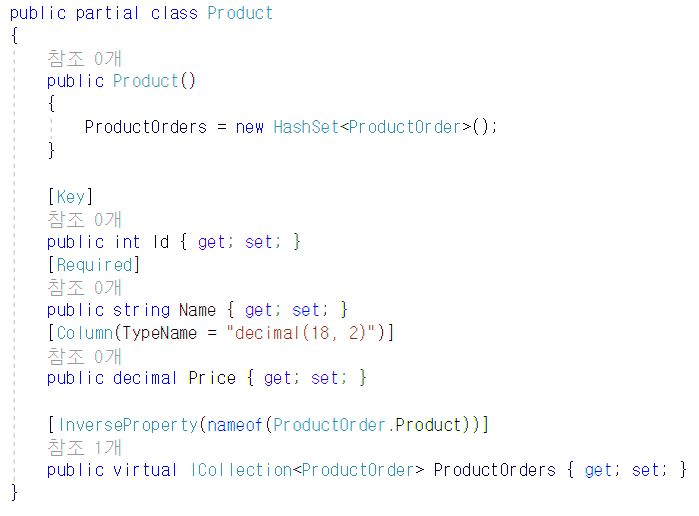 public partial class Product
{
참조 0개
public Product()
{
ProductOrders = new HashSet<ProductOrder>();
}
[Key]
참조 0개
public int Id { get; set; }
[Required]
참조 0개
public string Name { get; set; }
[Column(TypeName = "decimal(18, 2)")]
참조 0개
public decimal Price { get; set; }
[InverseProperty(nameof(ProductOrder.Product))]
참조 1개
public virtual ICollection<ProductOrder> ProductOrders { get; set; }
}